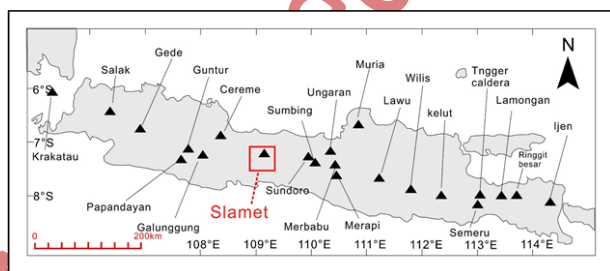 Muria
N
Tngger
caldera
Guntur
Gede
Ungaran
Wilis
Salak
Cereme
Lawu
Lamongan
6°S
Sumbing
kelut
Ijen
7°S
Krakatau
Ringgit
besar
8°S
Papandayan
Sundoro
Galunggung
Slamet
Merbabu
Merapi
Semeru
0
200km
108°E
109°E
110°E
111°E
112°E
113°E
114°E